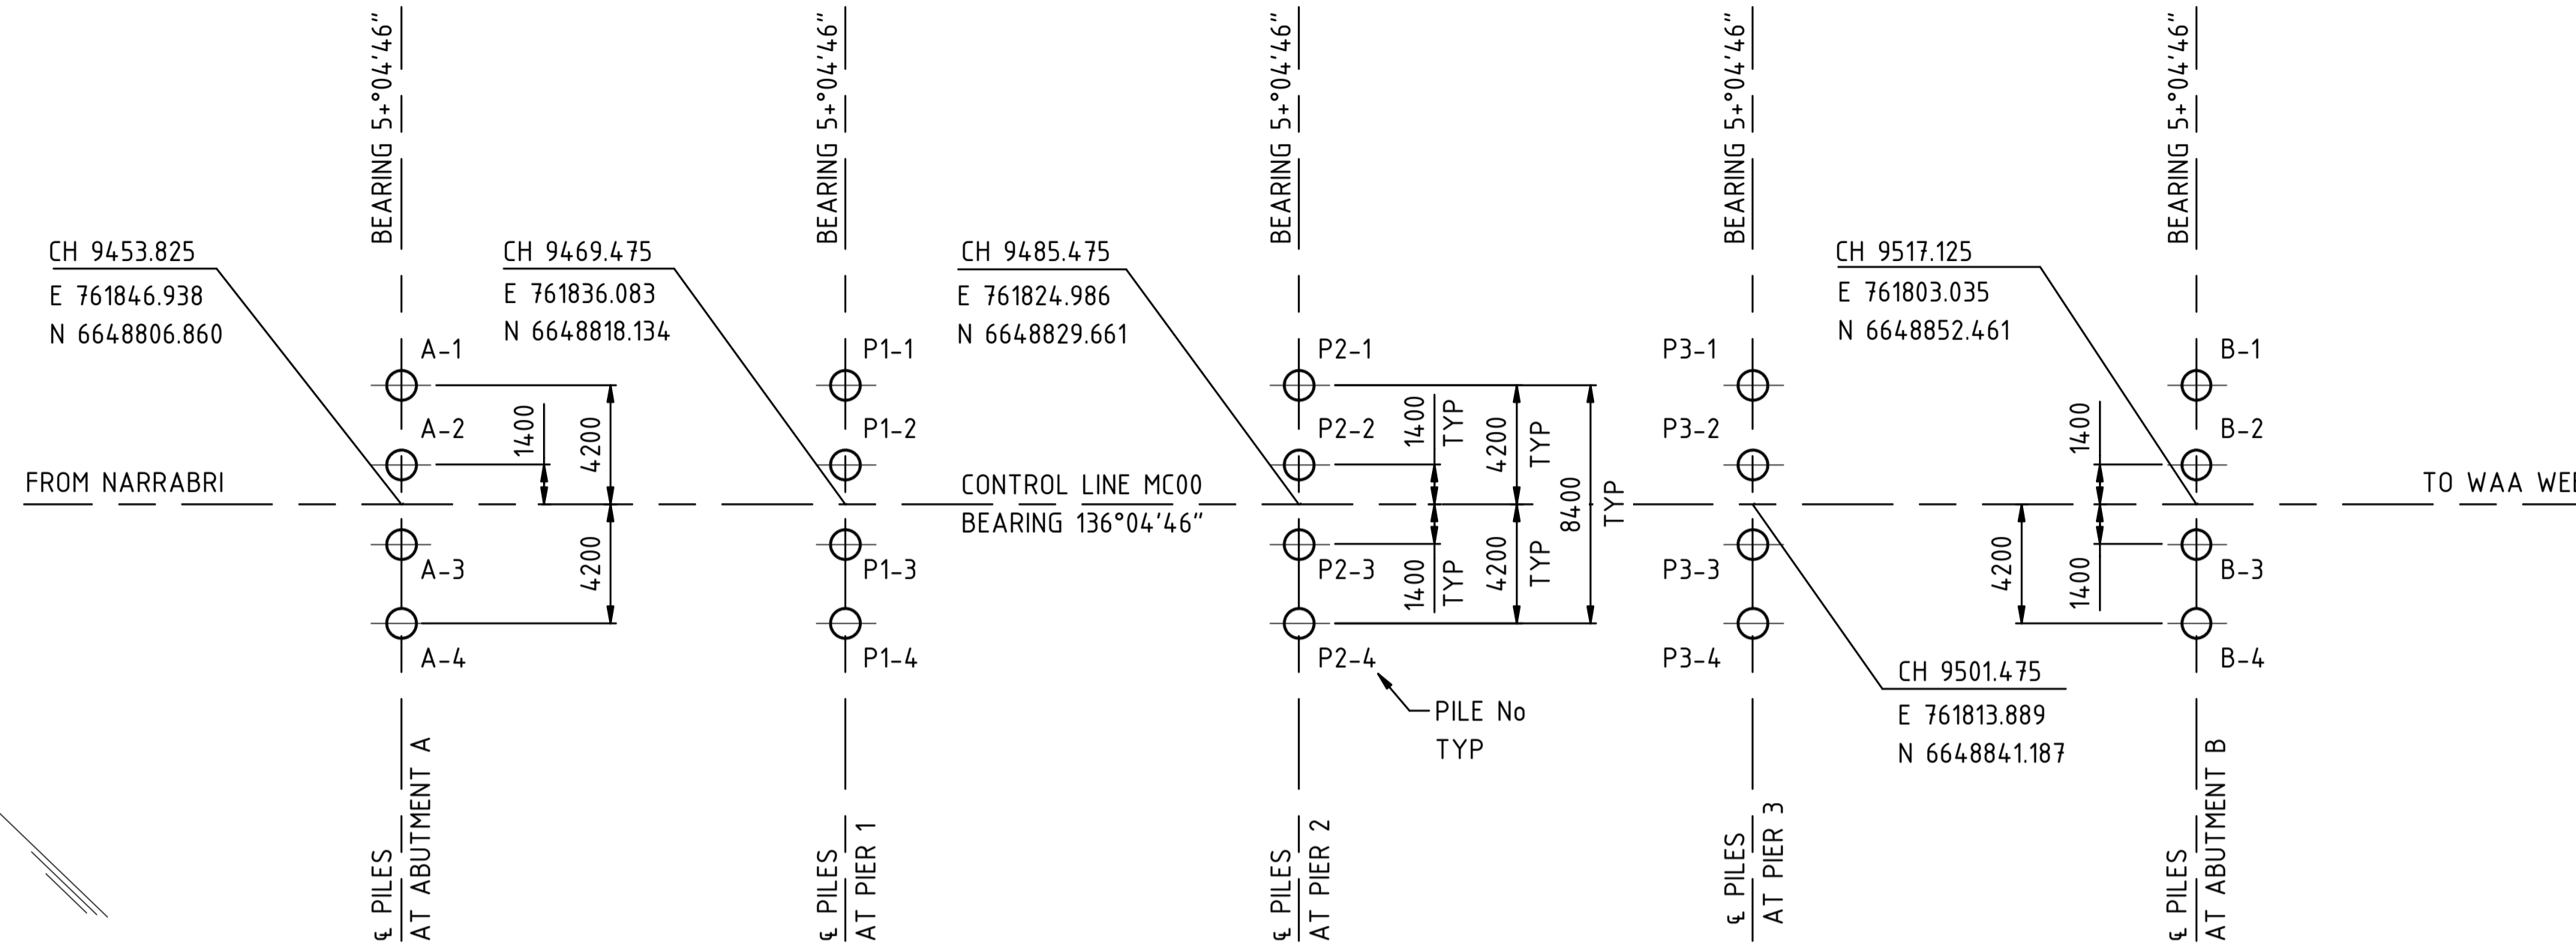 BEARING 5+°04'46"
BEARING 5+°04'46"
BEARING 5+°04'46"
BEARING 5+°04'46"
BEARING 5+°04'46"
CH 9453.825
E 761846.938
N 6648806.860
CH 9469.475
E 761836.083
N 6648818.134
CH 9485.475
E 761824.986
N 6648829.661
CH 9517.125
E 761803.035
N 6648852.461
A-1
A-2
A-3
A-4
1400
4200
4200
P1-1
P1-2
P1-3
P1-4
P2-1
P2-2
P2-3
P2-4
1400
TYP
4200
TYP
1400
TYP
4200
TYP
8400
TYP
P3-1
P3-2
P3-3
P3-4
B-1
B-2
B-3
B-4
1400
1400
4200
FROM NARRABRI
CONTROL LINE MC00
BEARING 136°04'46"
TO WAA
PILE No
TYP
CH 9501.475
E 761813.889
N 6648841.187
℄ PILES
AT ABUTMENT A
℄ PILES
AT PIER 1
℄ PILES
AT PIER 2
℄ PILES
AT PIER 3
℄ PILES
AT ABUTMENT B